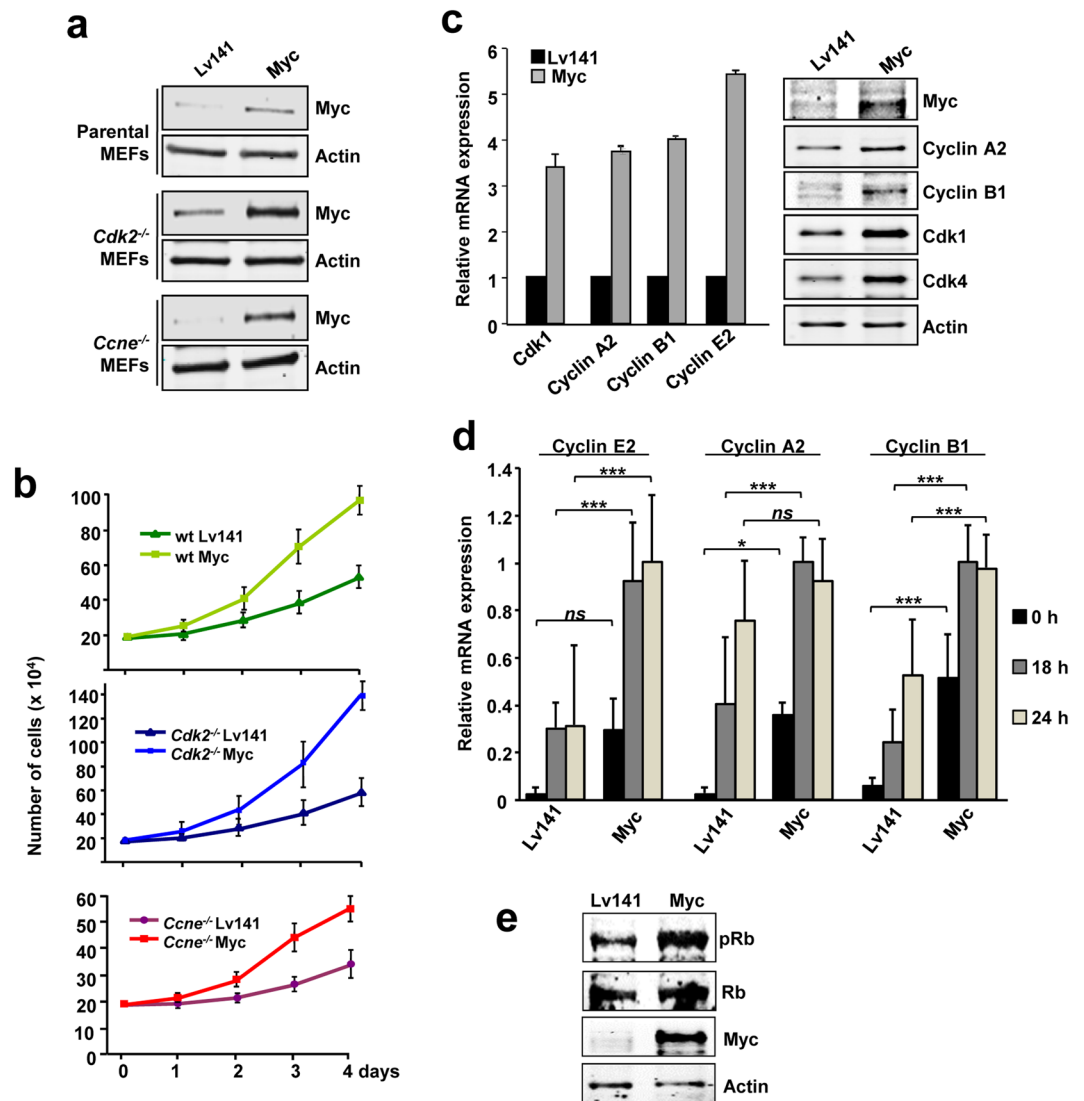 a
Lv141 Myc
Parental MEFs
Myc
Actin
Cdk2-/- MEFs
Myc
Actin
Ccne-/- MEFs
Myc
Actin
b
Number of cells (x 10⁴)
100
80
60
40
20
wt Lv141
wt Myc
140
120
100
80
60
40
20
Cdk2-/- Lv141
Cdk2-/- Myc
60
50
40
30
20
10
0
Ccne-/- Lv141
Ccne-/- Myc
0 1 2 3 4 days
c
Relative mRNA expression
6
5
4
3
2
1
0
Lv141
Myc
Cdk1 Cyclin A2 Cyclin B1 Cyclin E2
Lv141 Myc
Myc
Cyclin A2
Cyclin B1
Cdk1
Cdk4
Actin
d
Cyclin E2 Cyclin A2 Cyclin B1
Relative mRNA expression
1.4
1.2
1
0.8
0.6
0.4
0.2
0
*** *** ns
*** ns *
*** *** ***
0 h
18 h
24 h
Lv141 Myc Lv141 Myc Lv141 Myc
e
Lv141 Myc
pRb
Rb
Myc
Actin